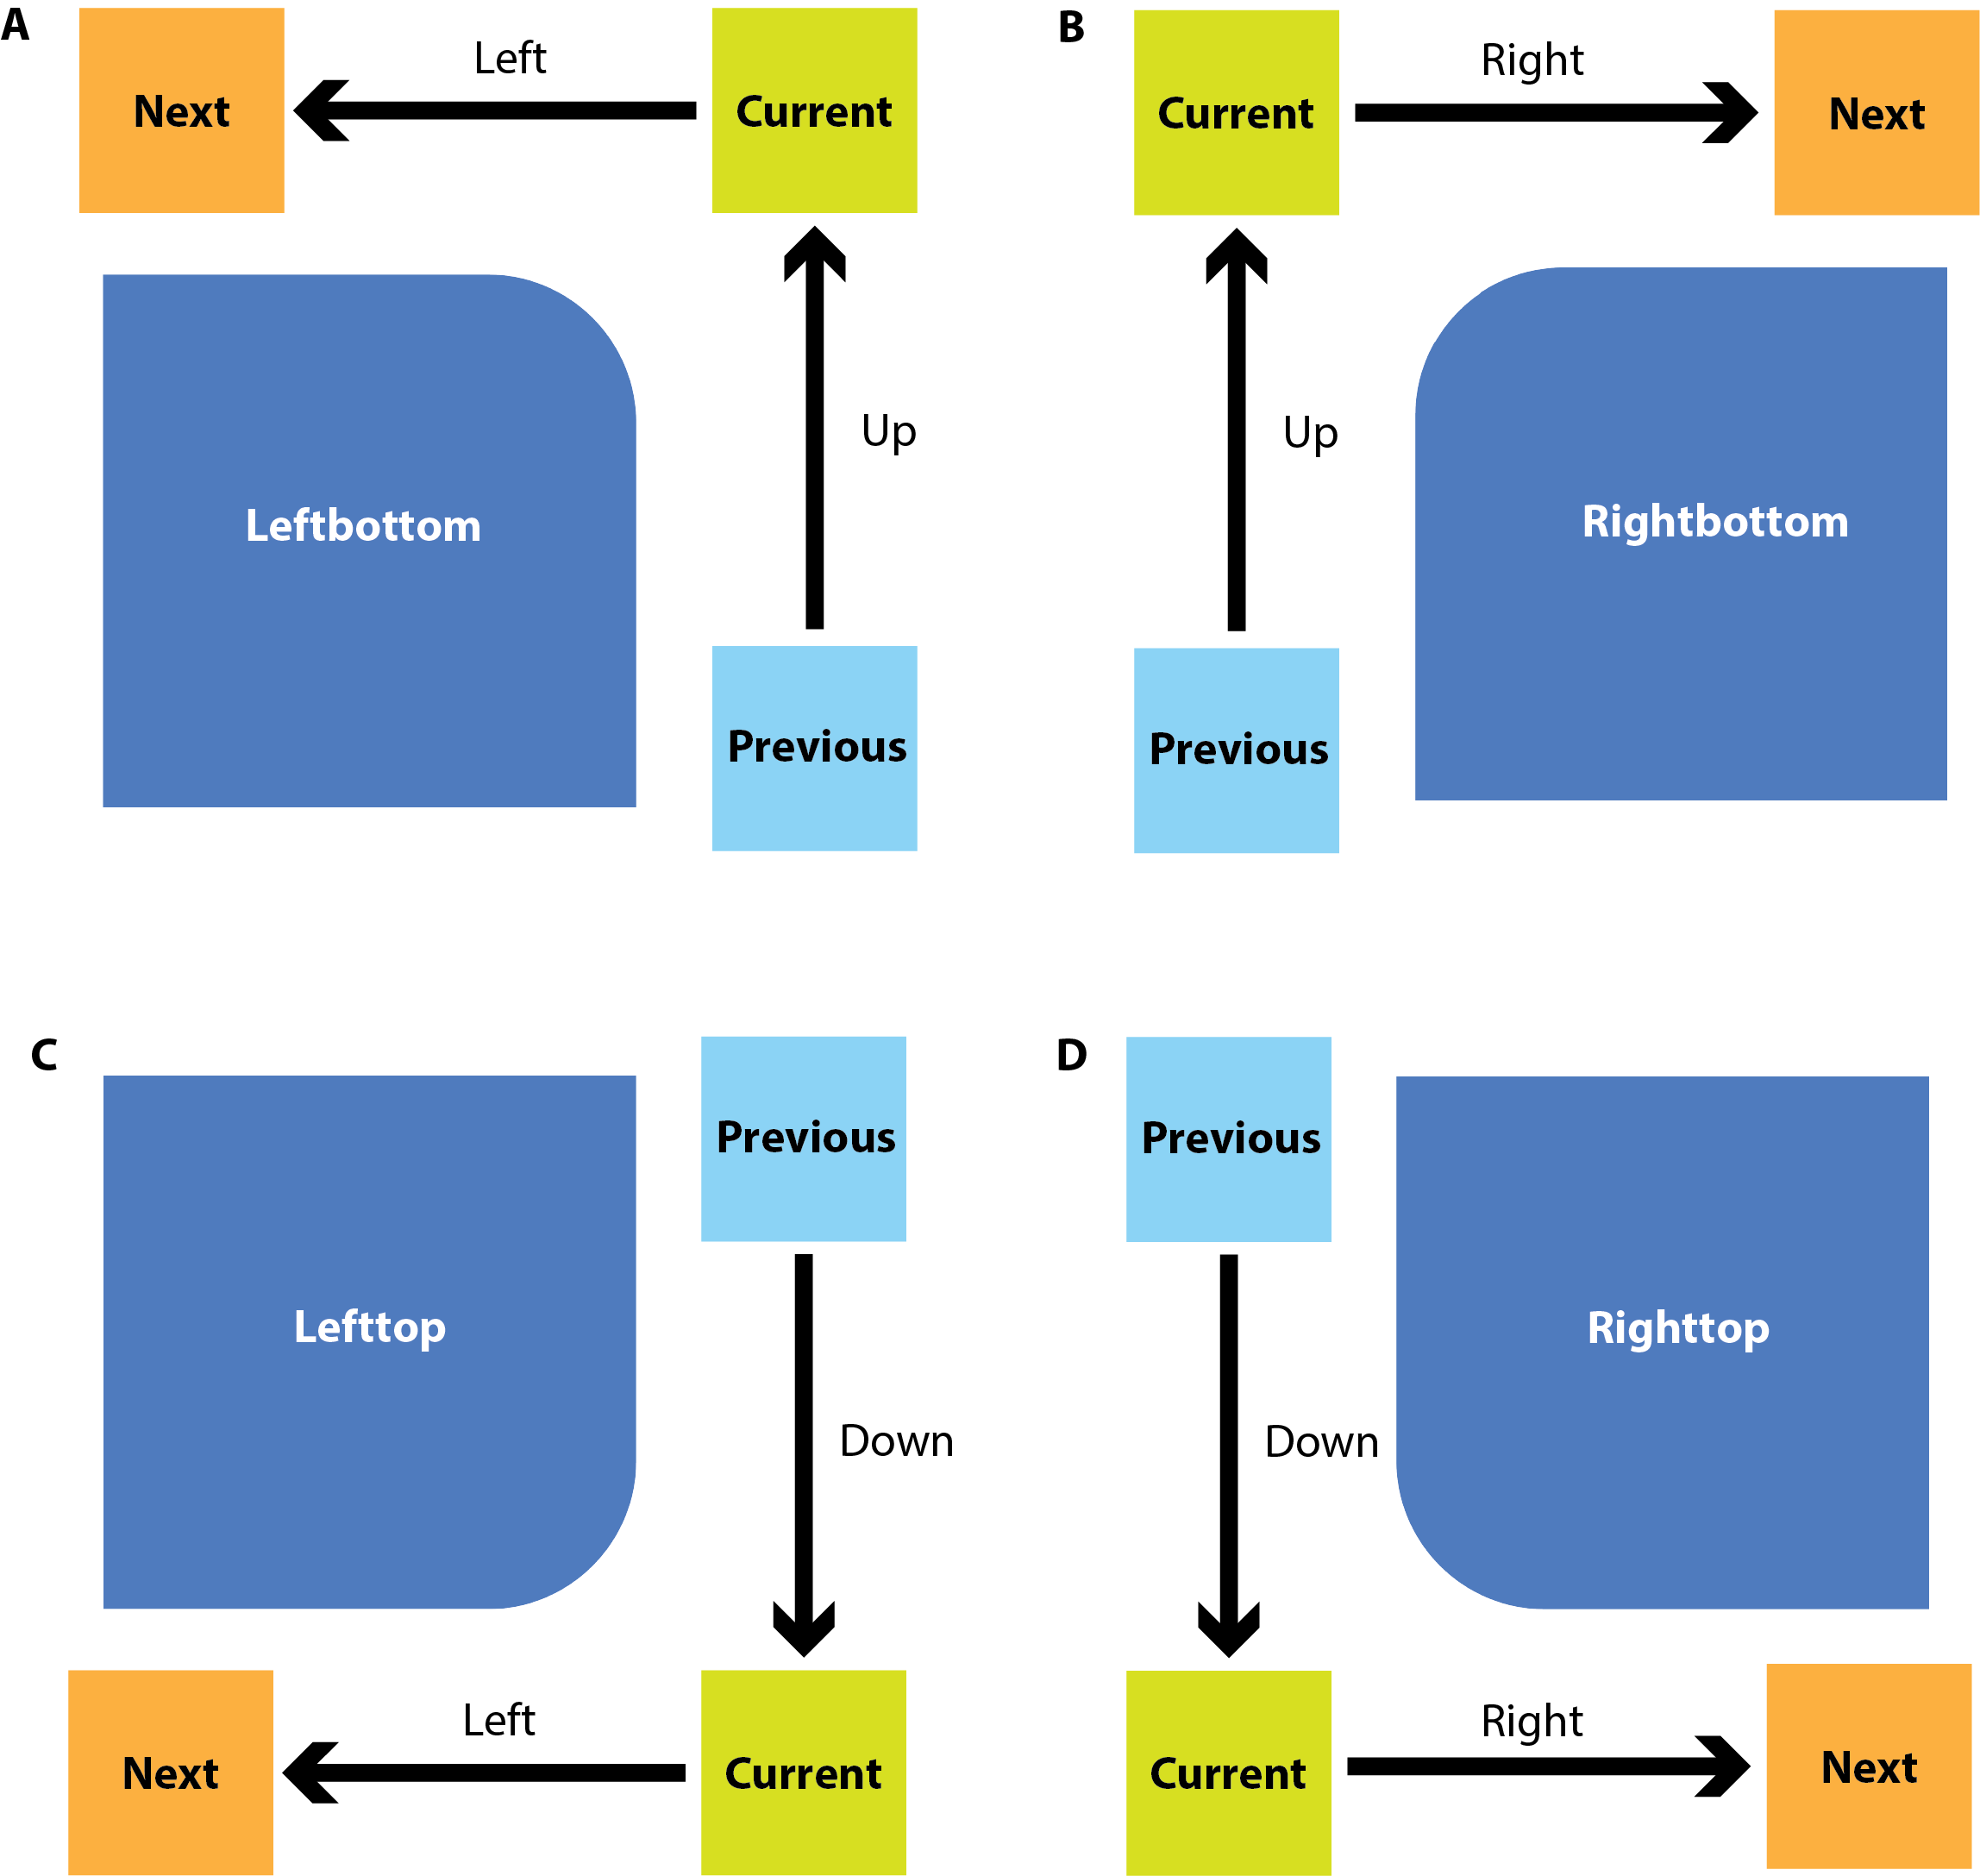 A
Next
Left
Current
Leftbottom
Up
Previous
B
Current
Right
Next
Up
Rightbottom
Previous
C
Previous
Lefttop
Down
Next
Left
Current
D
Previous
Righttop
Down
Current
Right
Next